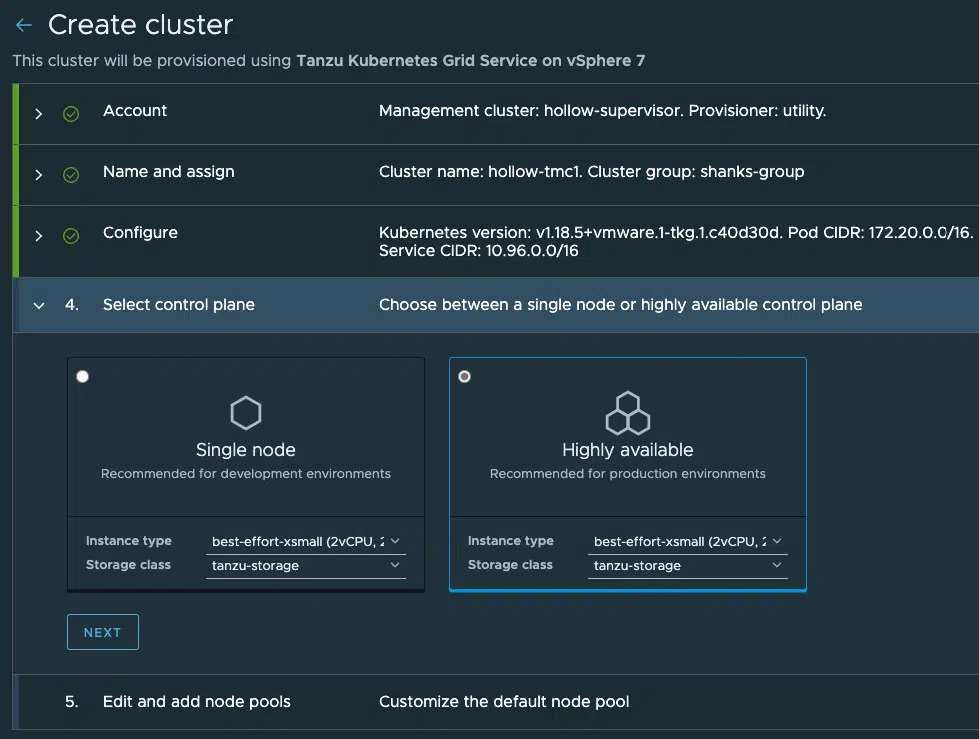 Create cluster
This cluster will be provisioned using Tanzu Kubernetes Grid Service on vSphere 7
Account Management cluster: hollow-supervisor. Provisioner: utility.
Name and assign Cluster name: hollow-tmc1. Cluster group: shanks-group
Configure Kubernetes version: v1.18.5+vmware.1-tkg.1.c40d30d. Pod CIDR: 172.20.0.0/16.
Service CIDR: 10.96.0.0/16
4. Select control plane Choose between a single node or highly available control plane
Single node
Recommended for development environments
Instance type best-effort-xsmall (2vCPU, 2
Storage class tanzu-storage
Highly available
Recommended for production environments
Instance type best-effort-xsmall (2vCPU, 2
Storage class tanzu-storage
NEXT
5. Edit and add node pools Customize the default node pool